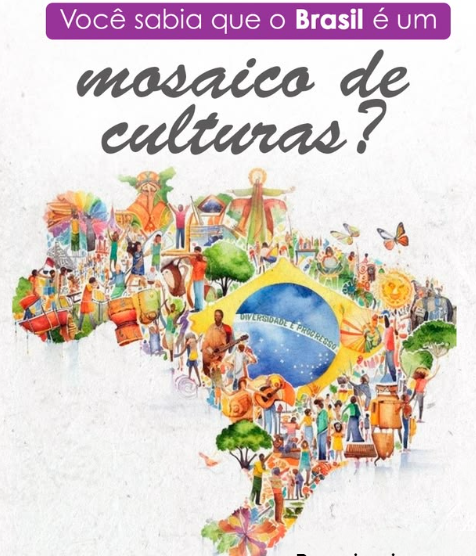 Você sabia que o Brasil é um
mosaico de
culturas?
DIVERSIDADE E PROGRESSO